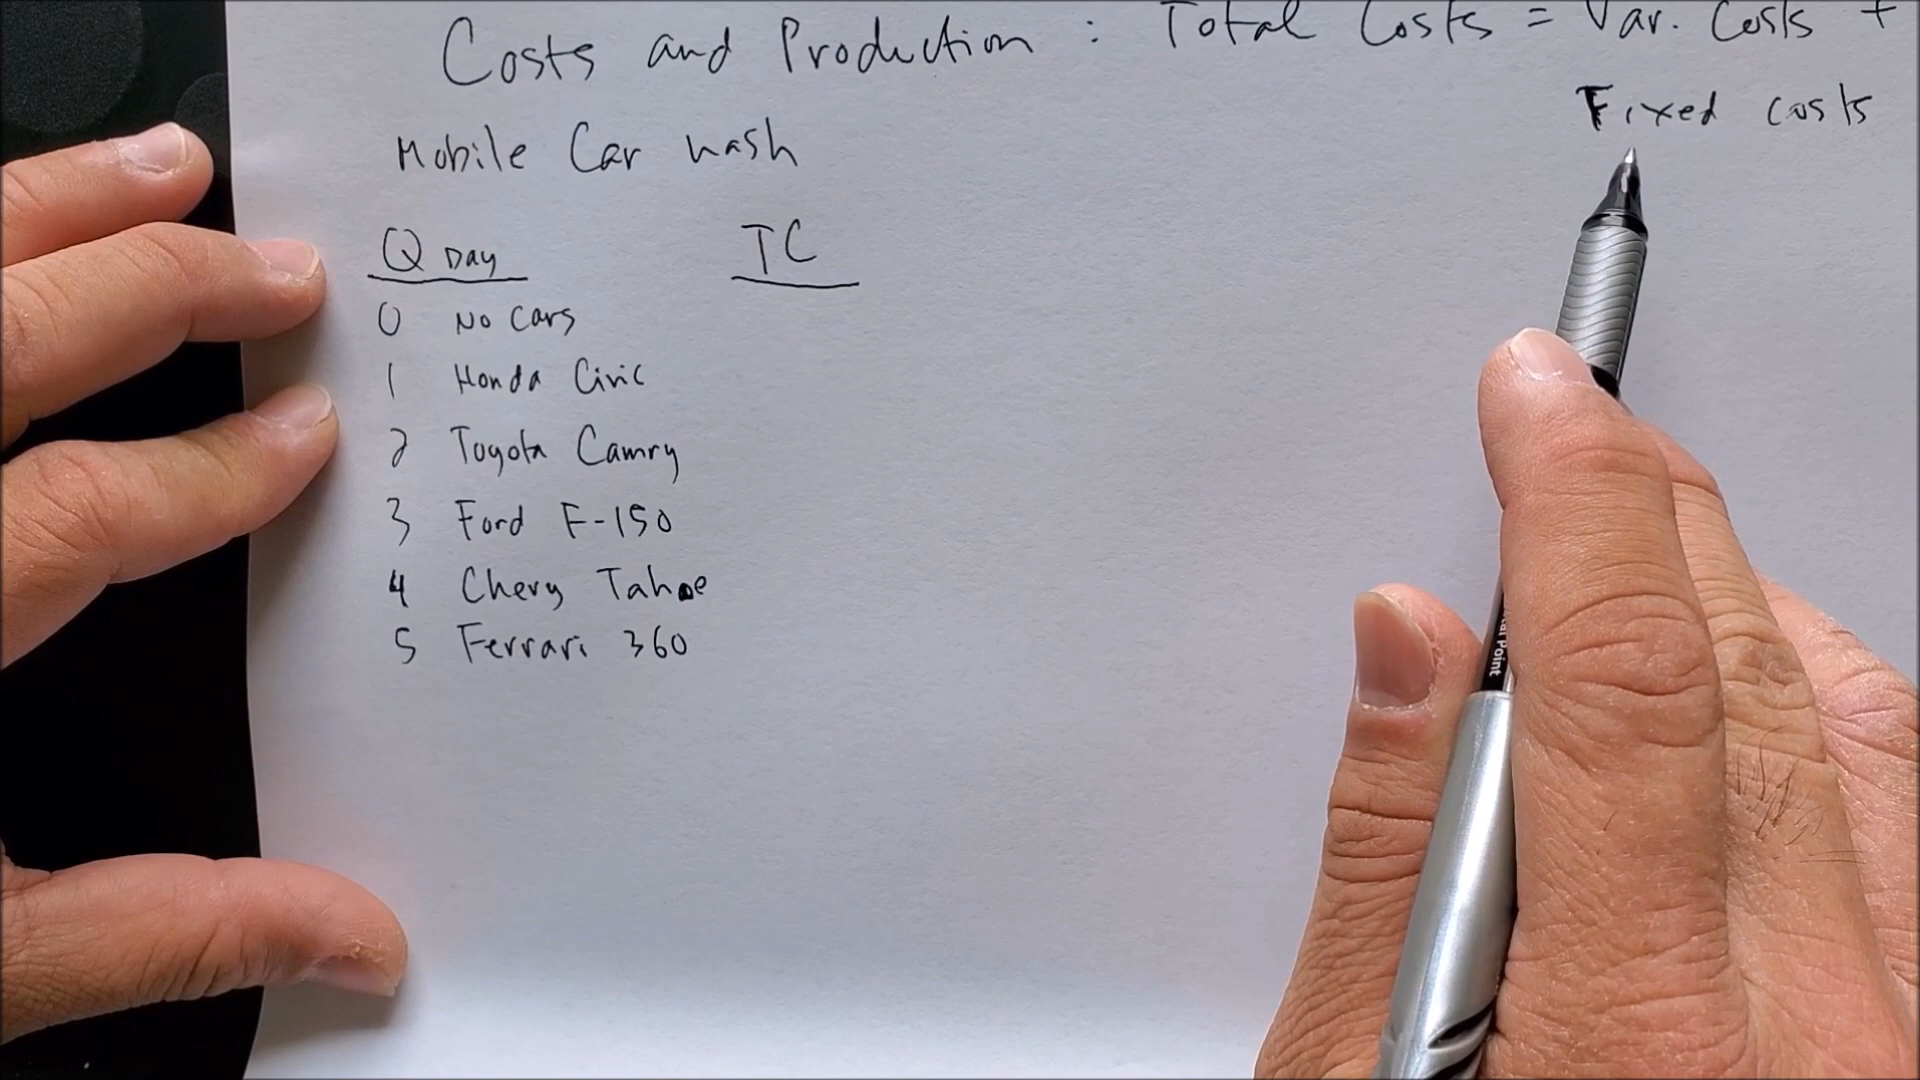 Costs and Production : Total Costs = Var. Costs +
Fixed costs
Mobile Car wash
Q Day TC
0 No Cars
1 Honda Civic
2 Toyota Camry
3 Ford F-150
4 Chevy Tahoe
5 Ferrari 360
Point